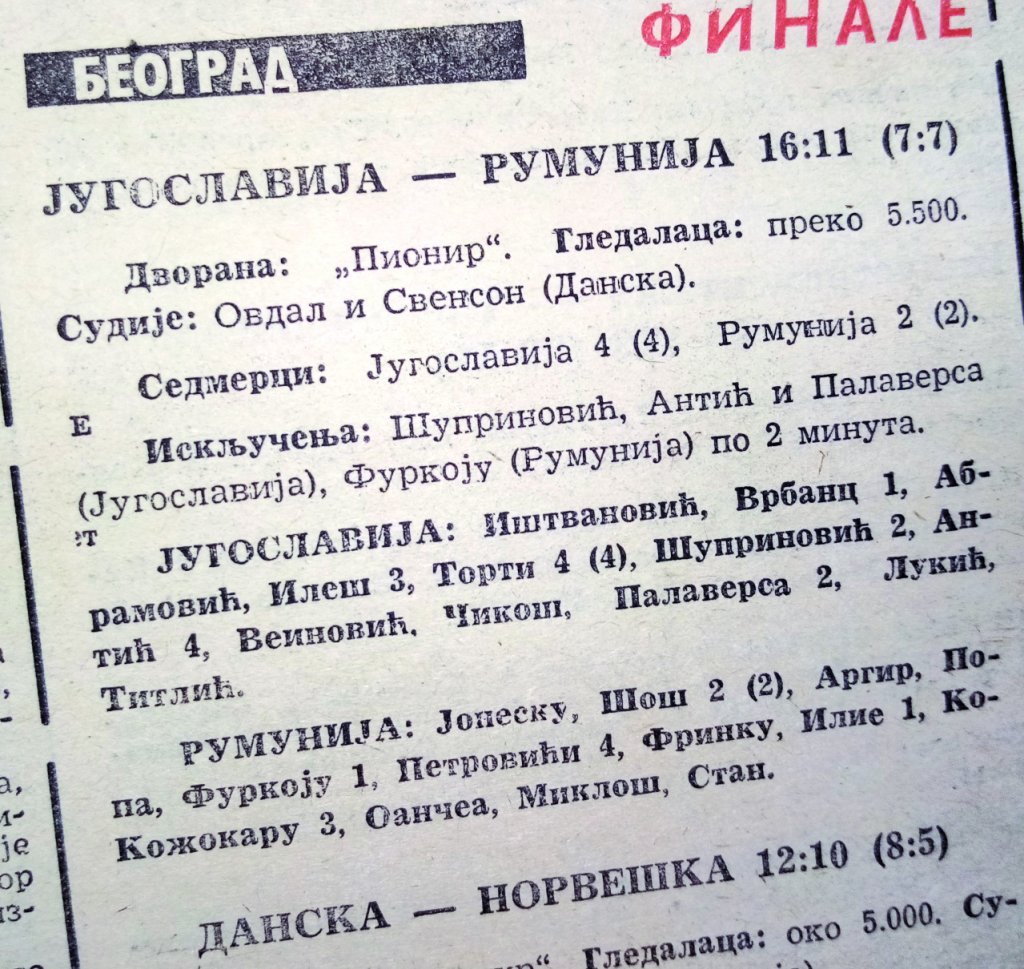 ФИНАЛЕ
БЕОГРАД
ЈУГОСЛАВИЈА — РУМУНИЈА 16:11 (7:7)
Дворана: „Пионир“. Гледалаца: преко 5.500.
Судије: Овдал и Свенсон (Данска).
Седмерци: Југославија 4 (4), Румунија 2 (2).
Е
Искључења: Шуприновић, Антић и Палаверса
(Југославија), Фуркоју (Румунија) по 2 минута.
ЈУГОСЛАВИЈА: Иштвановић, Врбанц 1, Аб-
рамовић, Илеш 3, Торти 4 (4), Шуприновић 2, Ан-
тић 4, Веиновић, Чикош, Палаверса 2, Лукић,
Титлић.
РУМУНИЈА: Јонеску, Шош 2 (2), Аргир, По-
па, Фуркоју 1, Петровићи 4, Фринку, Илие 1, Ко-
Кожокару 3, Оанчеа, Миклош, Стан.
ДАНСКА — НОРВЕШКА 12:10 (8:5)
Гледалаца: око 5.000. Су-